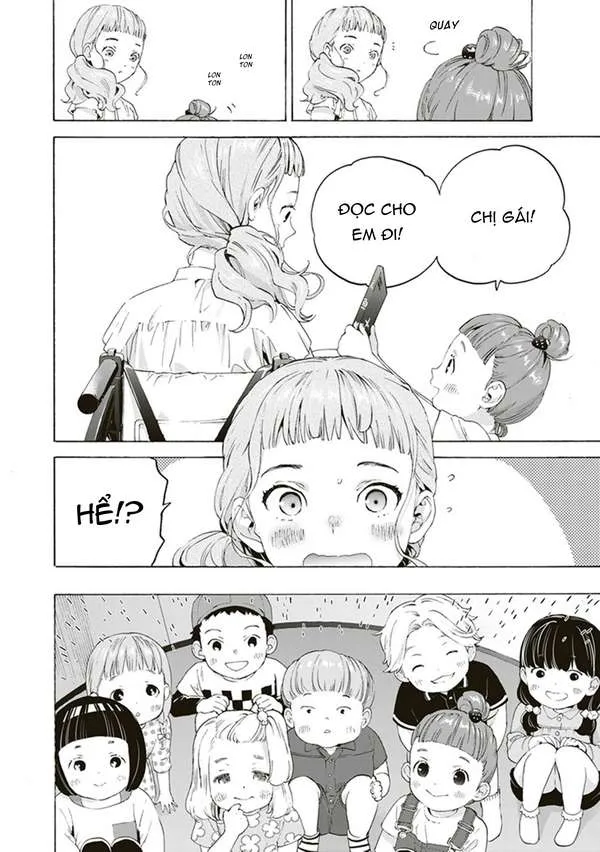 QUAY
...
LON
TON
LON
TON
CHỊ GÁI!
ĐỌC CHO
EM ĐI!
HỂ!?